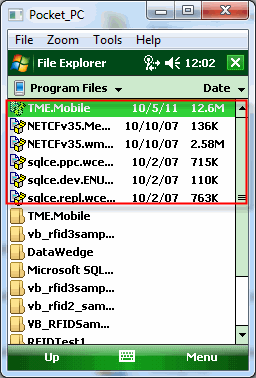 Pocket_PC
File Zoom Tools Help
File Explorer 12:02
Program Files Date
TME.Mobile 10/5/11 12.6M
NETCFv35.Me... 10/10/07 136K
NETCFv35.wm... 10/10/07 2.58M
sqlce.ppc.wce... 10/2/07 715K
sqlce.dev.ENU... 10/2/07 110K
sqlce.repl.wce... 10/2/07 763K
TME.Mobile
vb_rfid3samp...
DataWedge
Microsoft SQL...
vb_rfid3samp...
vb_rfid2_sam...
VB_RFIDSam...
RFIDTest1
Up Menu